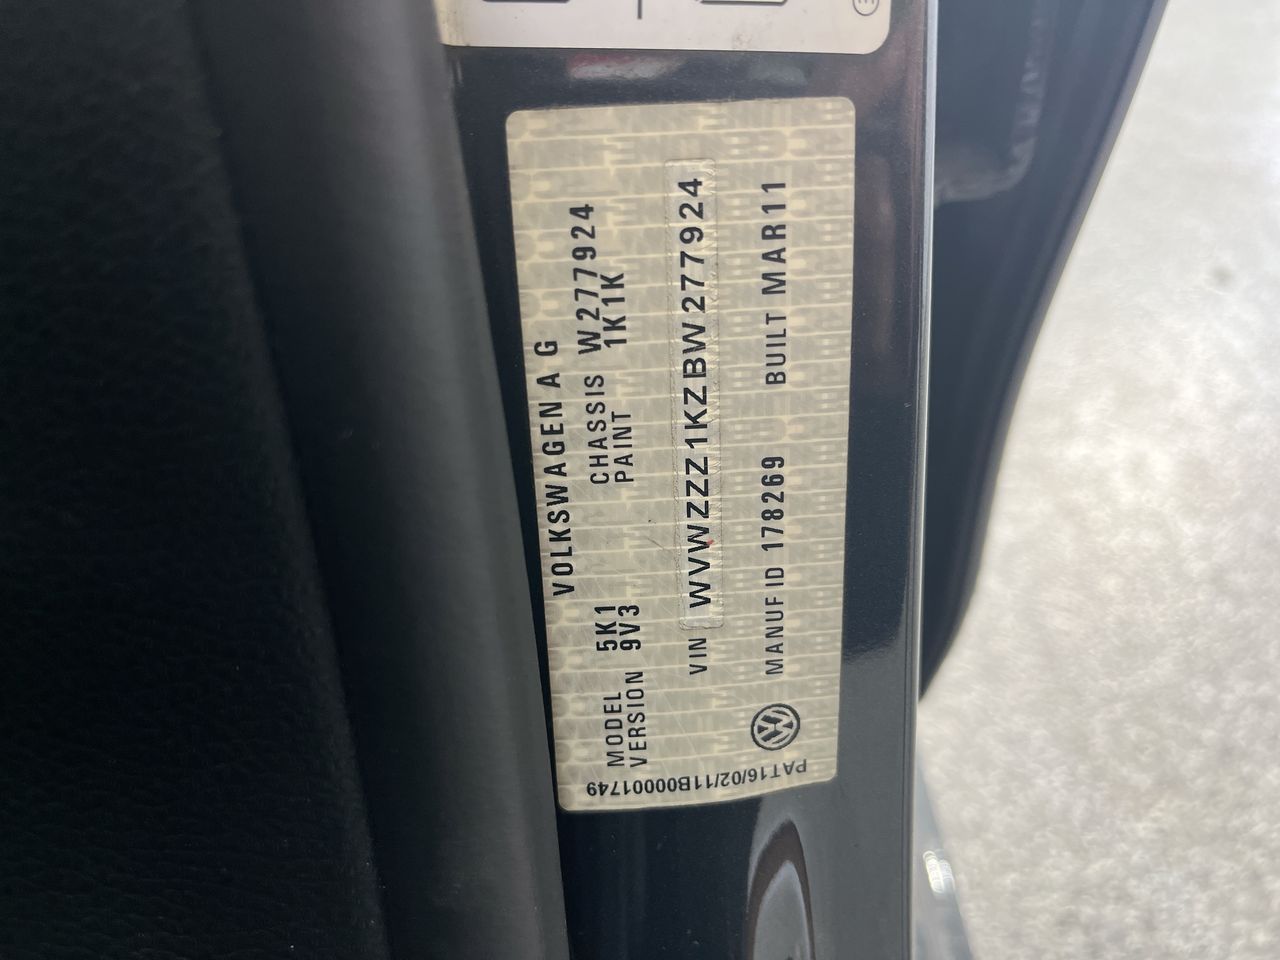 VOLKSWAGEN A G
MODEL 5K1 CHASSIS W277924
VERSION 9V3 PAINT 1K1K
VIN WVWZZZ1KZBW277924
MANUF ID 178269 BUILT MAR11
PAT16/02/11B00001749